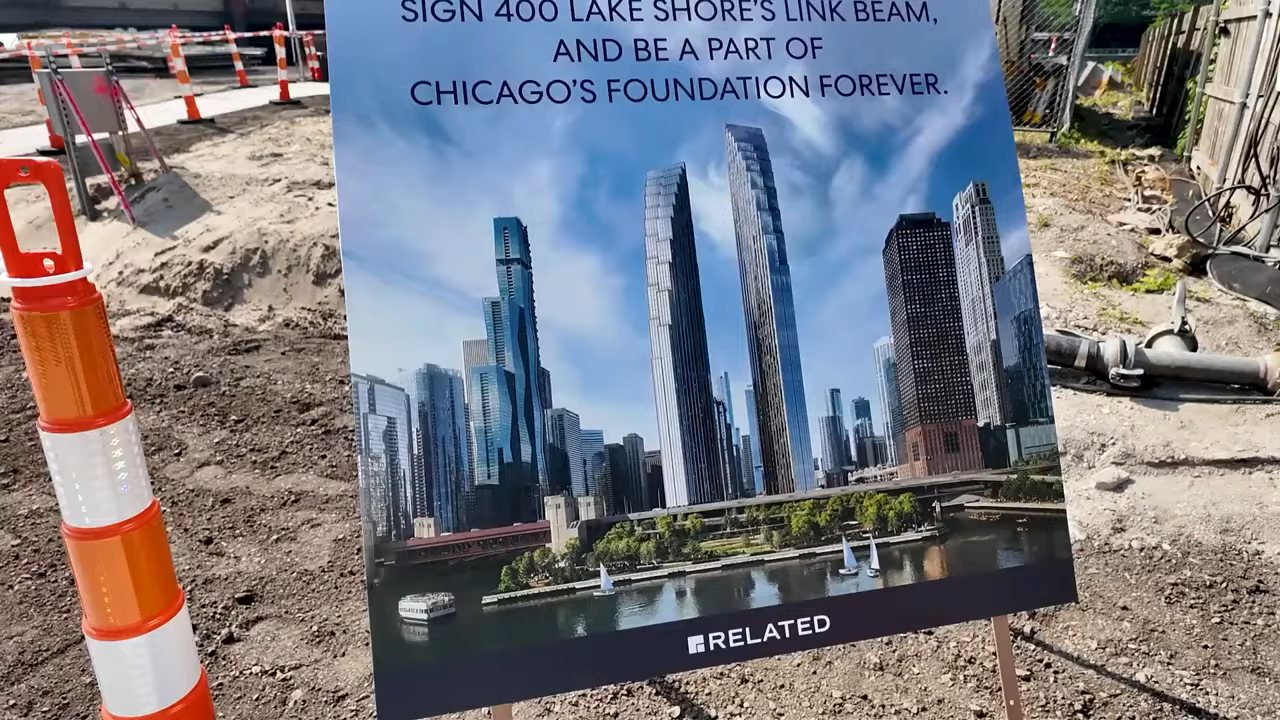 SIGN 400 LAKE SHORE'S LINK BEAM,
AND BE A PART OF
CHICAGO'S FOUNDATION FOREVER.
RELATED